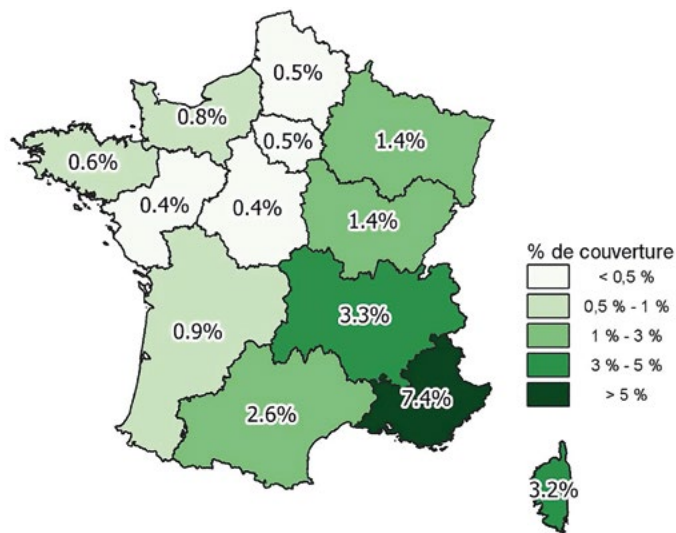 0.5%
0.8%
0.5%
1.4%
0.6%
0.4%
0.4%
1.4%
% de couverture
< 0,5 %
0,5 % - 1 %
1 % - 3 %
3 % - 5 %
> 5 %
0.9%
3.3%
2.6%
7.4%
3.2%